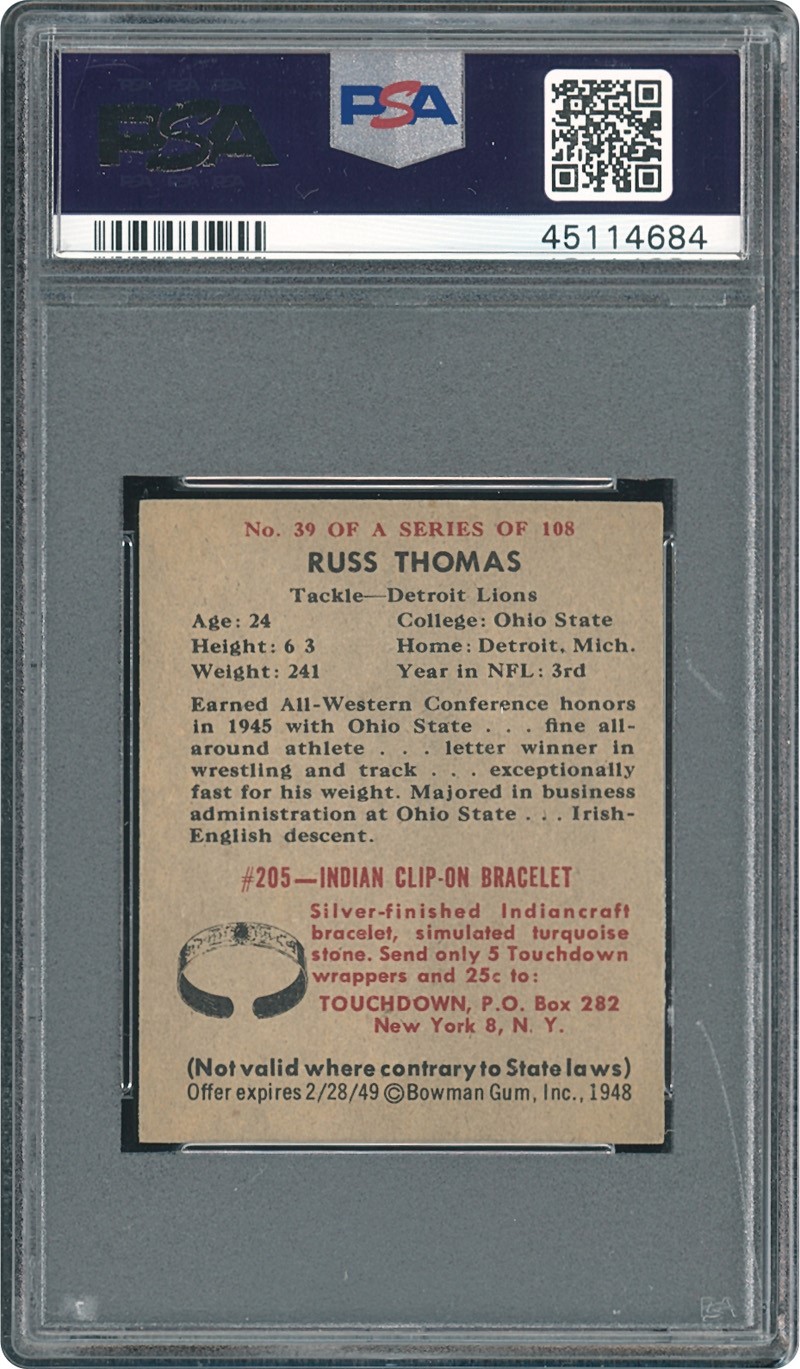 PSA
PSA
45114684
No. 39 OF A SERIES OF 108
RUSS THOMAS
Tackle—Detroit Lions
Age: 24 College: Ohio State
Height: 6 3 Home: Detroit, Mich.
Weight: 241 Year in NFL: 3rd
Earned All-Western Conference honors
in 1945 with Ohio State . . . fine all-
around athlete . . . letter winner in
wrestling and track . . . exceptionally
fast for his weight. Majored in business
administration at Ohio State . . . Irish-
English descent.
#205—INDIAN CLIP-ON BRACELET
Silver-finished Indiancraft
bracelet, simulated turquoise
stone. Send only 5 Touchdown
wrappers and 25c to:
TOUCHDOWN, P.O. Box 282
New York 8, N. Y.
(Not valid where contrary to State laws)
Offer expires 2/28/49 ©Bowman Gum, Inc., 1948
PSA